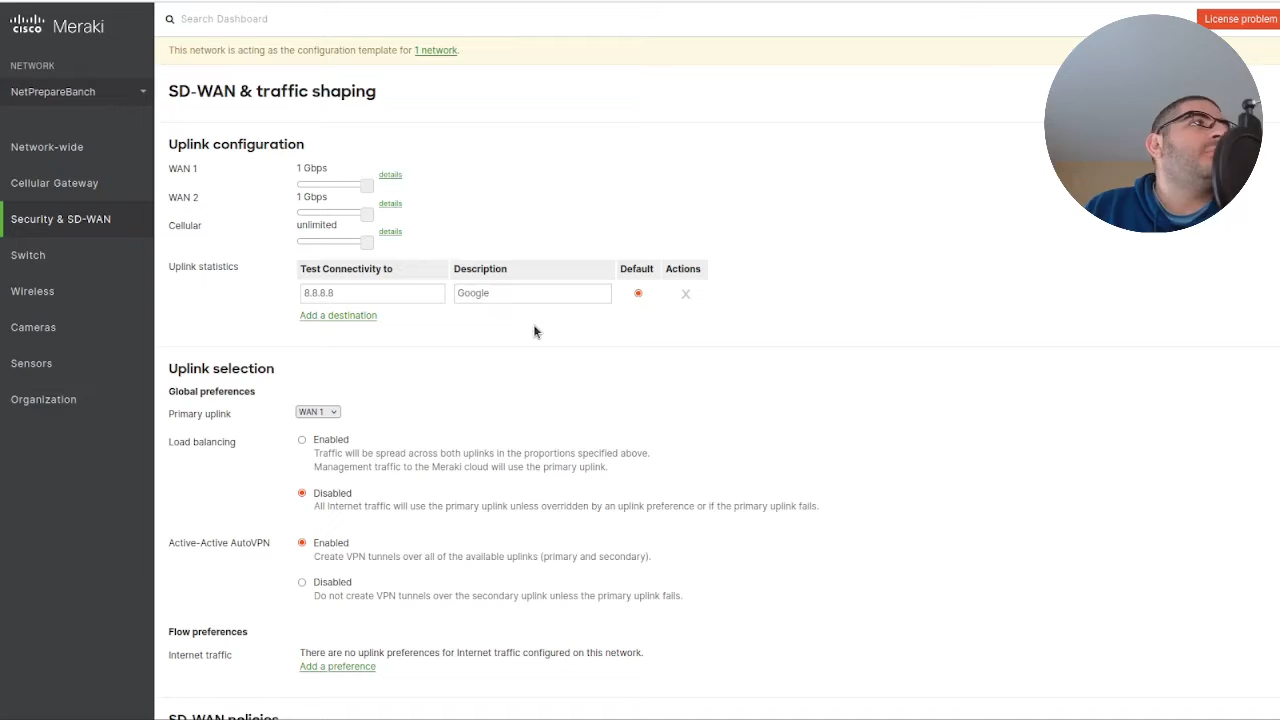 cisco Meraki
Search Dashboard
License problem
This network is acting as the configuration template for 1 network.
NETWORK
NetPrepareBanch
Network-wide
Cellular Gateway
Security & SD-WAN
Switch
Wireless
Cameras
Sensors
Organization
SD-WAN & traffic shaping
Uplink configuration
WAN 1
1 Gbps
details
WAN 2
1 Gbps
details
Cellular
unlimited
details
Uplink statistics
Test Connectivity to Description Default Actions
8.8.8.8 Google X
Add a destination
Uplink selection
Global preferences
Primary uplink WAN 1
Load balancing
Enabled
Traffic will be spread across both uplinks in the proportions specified above.
Management traffic to the Meraki cloud will use the primary uplink.
Disabled
All Internet traffic will use the primary uplink unless overridden by an uplink preference or if the primary uplink fails.
Active-Active AutoVPN
Enabled
Create VPN tunnels over all of the available uplinks (primary and secondary).
Disabled
Do not create VPN tunnels over the secondary uplink unless the primary uplink fails.
Flow preferences
Internet traffic
There are no uplink preferences for Internet traffic configured on this network.
Add a preference
SD-WAN policies